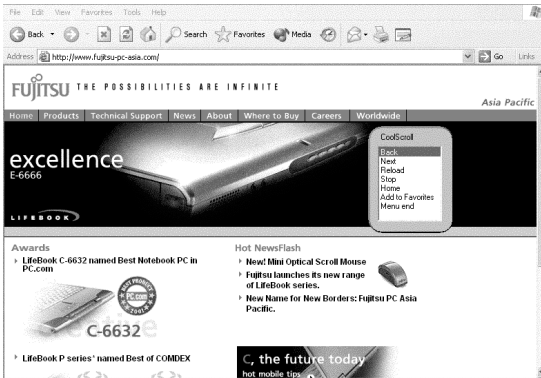 File Edit View Favorites Tools Help
Back Search Favorites Media
Address http://www.fujitsu-pc-asia.com/ Go Links
FUJITSU THE POSSIBILITIES ARE INFINITE
Asia Pacific
Home Products Technical Support News About Where to Buy Careers Worldwide
CoolScroll
Back
Next
Reload
Stop
Home
Add to Favorites
Menu end
excellence
E-6666
LIFEBOOK
Awards
LifeBook C-6632 named Best Notebook PC in
PC.com
BEST PRODUCT
PC.com
2001
C-6632
LifeBook P series* named Best of COMDEX
Hot NewsFlash
New! Mini Optical Scroll Mouse
Fujitsu launches its new range
of LifeBook series.
New Name for New Borders: Fujitsu PC Asia
Pacific.
C, the future today
hot mobile tips